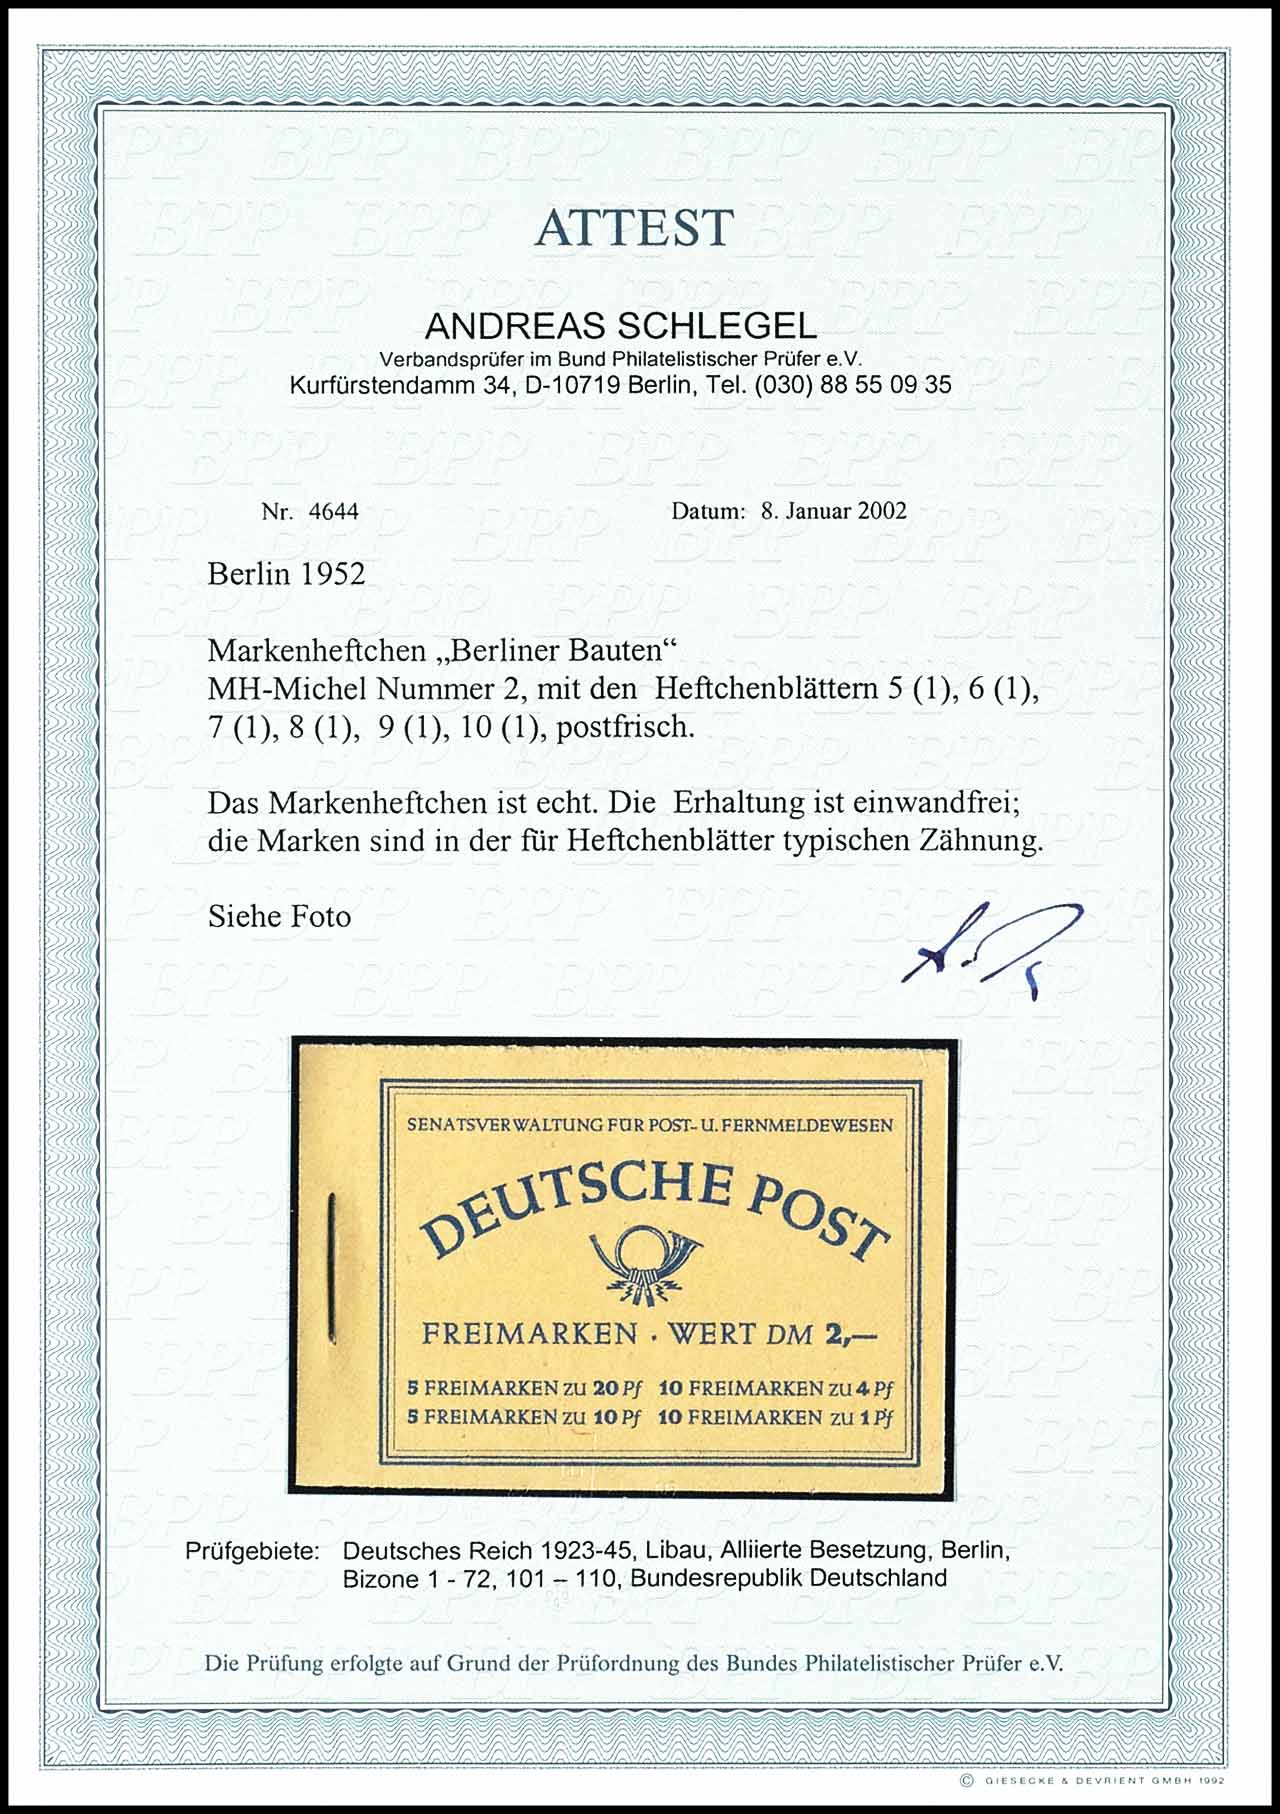 ATTEST
ANDREAS SCHLEGEL
Verbandsprüfer im Bund Philatelistischer Prüfer e.V.
Kurfürstendamm 34, D-10719 Berlin, Tel. (030) 88 55 09 35
Nr. 4644 Datum: 8. Januar 2002
Berlin 1952
Markenheftchen „Berliner Bauten“
MH-Michel Nummer 2, mit den Heftchenblättern 5 (1), 6 (1),
7 (1), 8 (1), 9 (1), 10 (1), postfrisch.
Das Markenheftchen ist echt. Die Erhaltung ist einwandfrei;
die Marken sind in der für Heftchenblätter typischen Zähnung.
Siehe Foto
SENATSVERWALTUNG FÜR POST- U. FERNMELDEWESEN
DEUTSCHE POST
FREIMARKEN · WERT DM 2,—
5 FREIMARKEN ZU 20 Pf 10 FREIMARKEN ZU 4 Pf
5 FREIMARKEN ZU 10 Pf 10 FREIMARKEN ZU 1 Pf
Prüfgebiete: Deutsches Reich 1923-45, Libau, Alliierte Besetzung, Berlin,
Bizone 1 - 72, 101 – 110, Bundesrepublik Deutschland
Die Prüfung erfolgte auf Grund der Prüfordnung des Bundes Philatelistischer Prüfer e.V.
© GIESECKE & DEVRIENT GMBH 1992